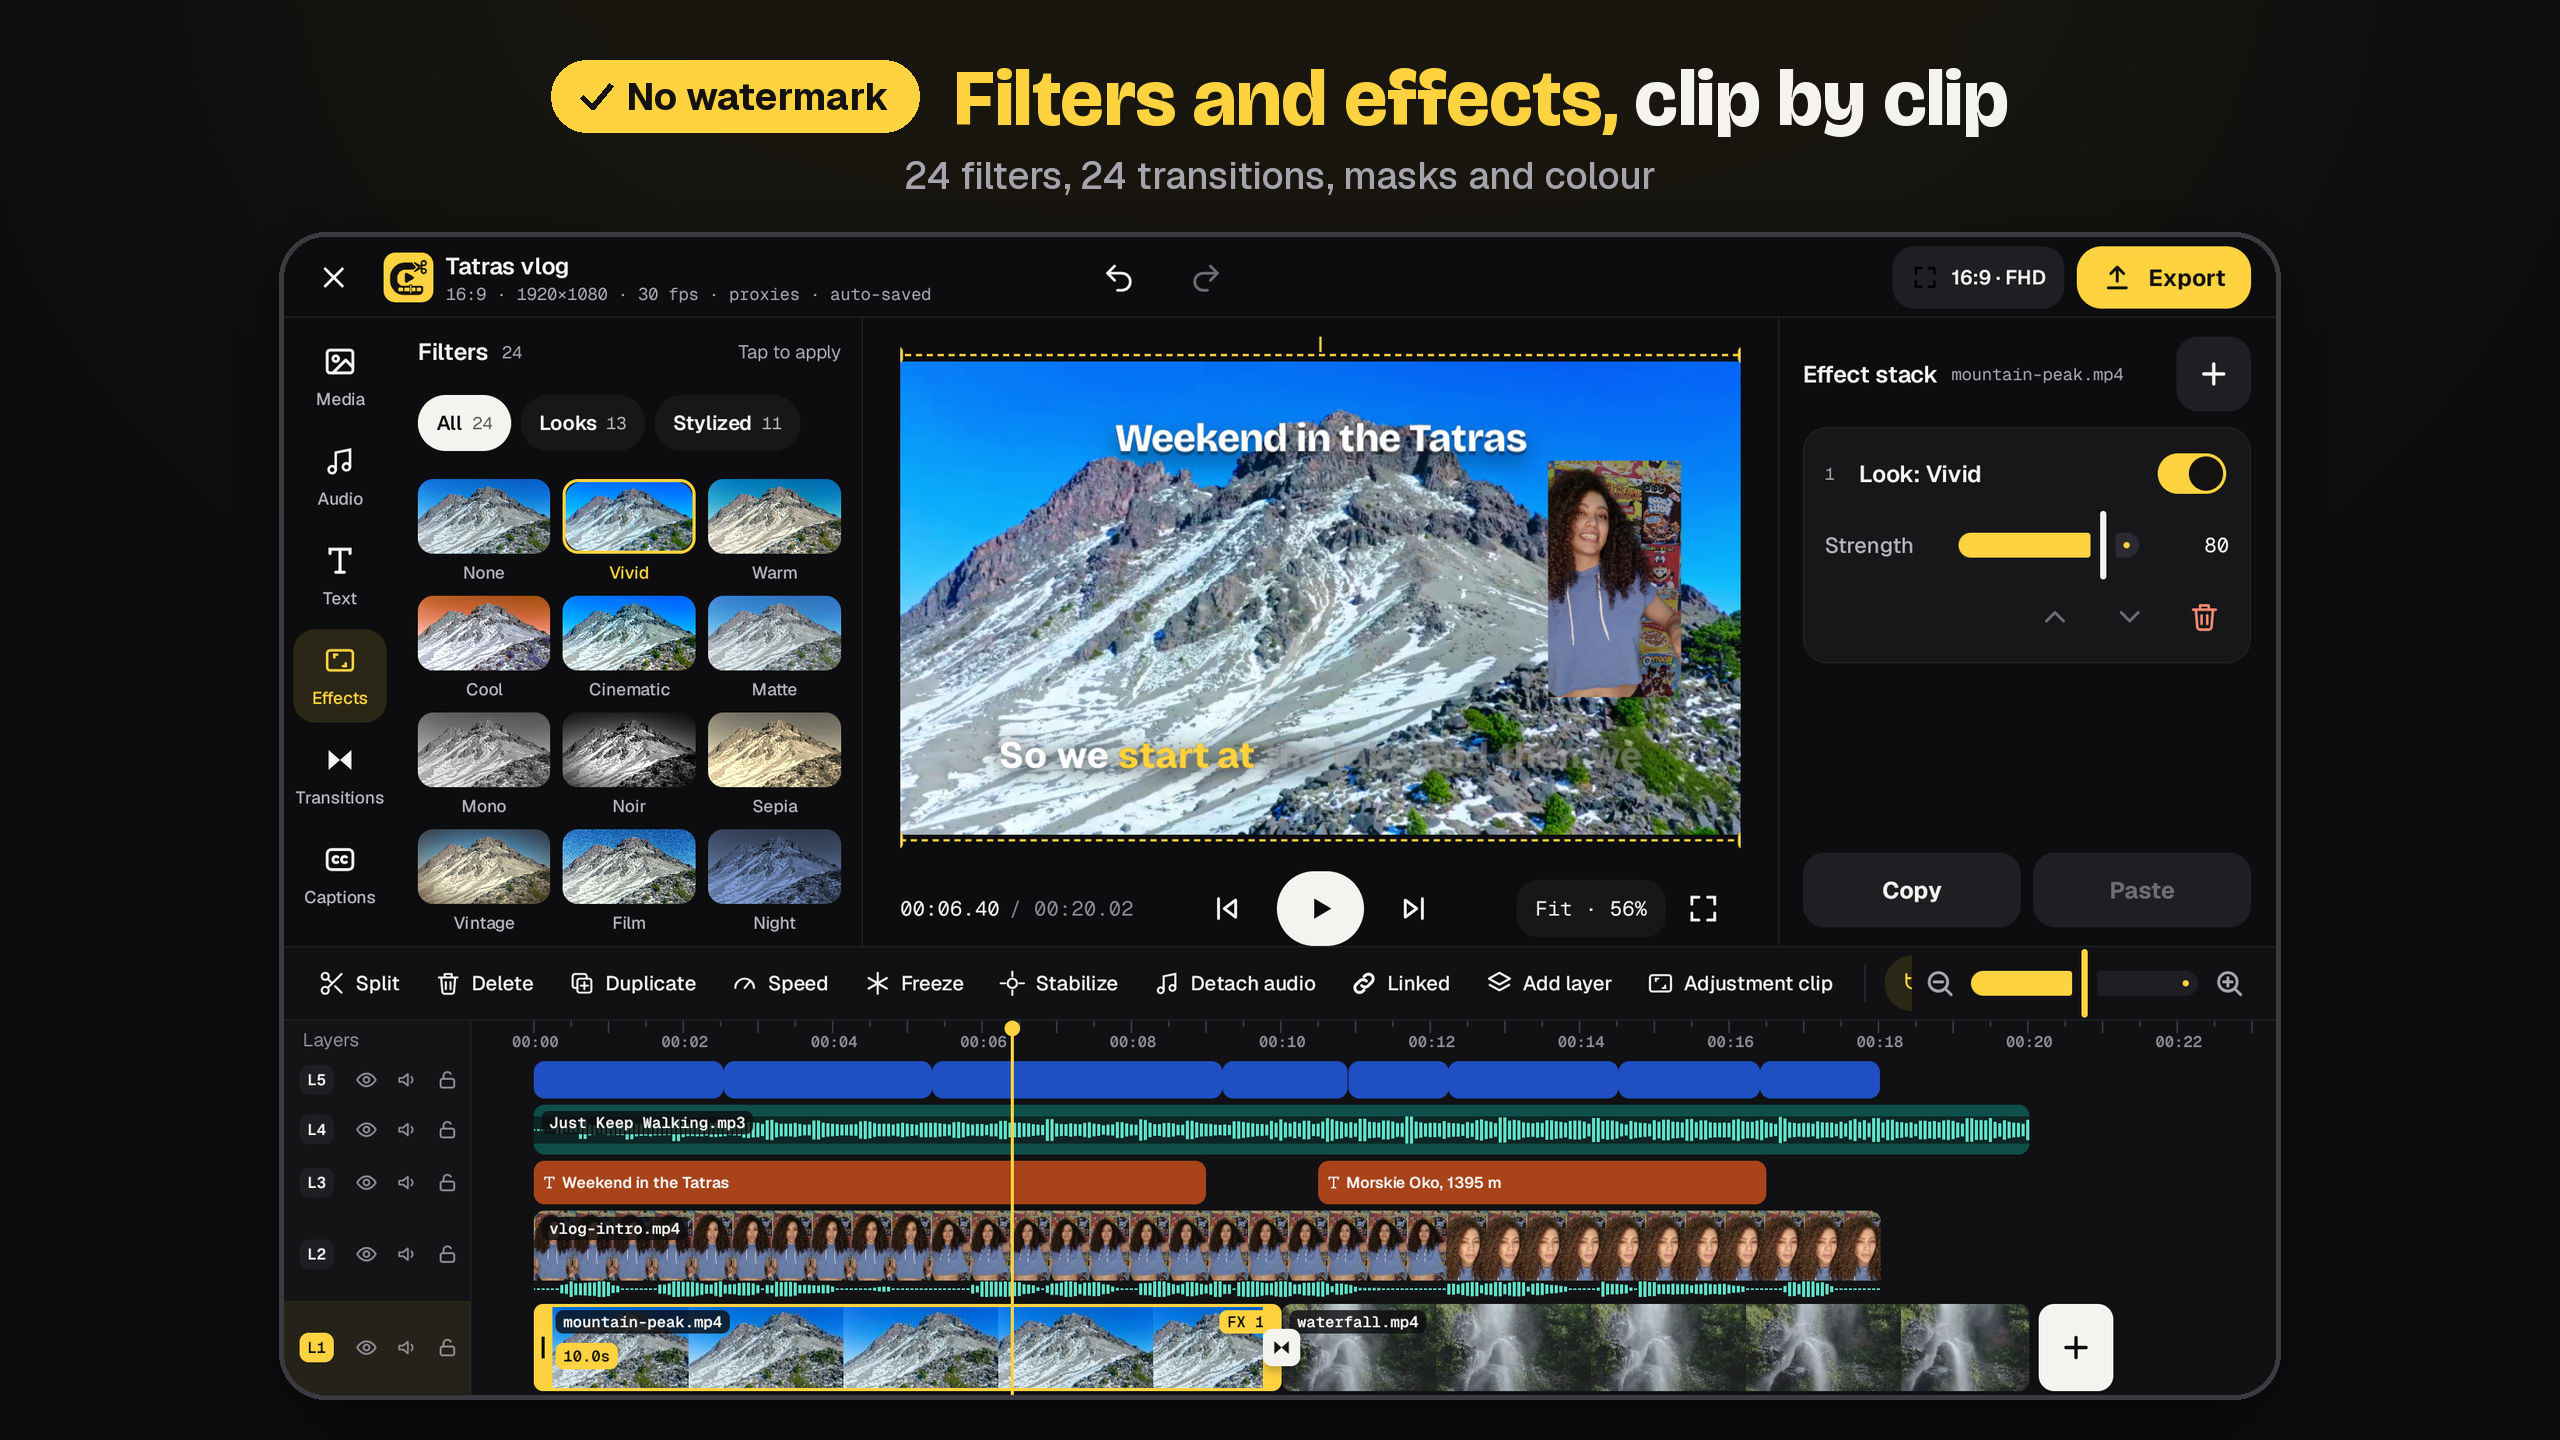 No watermark
Filters and effects, clip by clip
24 filters, 24 transitions, masks and colour
Tatras vlog
16:9 · 1920×1080 · 30 fps · proxies · auto-saved
16:9 · FHD
Export
Media
Audio
Text
Effects
Transitions
Captions
Filters 24
Tap to apply
All 24
Looks 13
Stylized 11
None
Vivid
Warm
Cool
Cinematic
Matte
Mono
Noir
Sepia
Vintage
Film
Night
Weekend in the Tatras
So we start at the lake and then we
00:06.40 / 00:20.02
Fit · 56%
Effect stack mountain-peak.mp4
1 Look: Vivid
Strength 80
Copy
Paste
Split
Delete
Duplicate
Speed
Freeze
Stabilize
Detach audio
Linked
Add layer
Adjustment clip
Layers
00:00 00:02 00:04 00:06 00:08 00:10 00:12 00:14 00:16 00:18 00:20 00:22
L5
L4
Just Keep Walking.mp3
L3
T Weekend in the Tatras
T Morskie Oko, 1395 m
L2
vlog-intro.mp4
L1
mountain-peak.mp4
10.0s
FX 1
waterfall.mp4